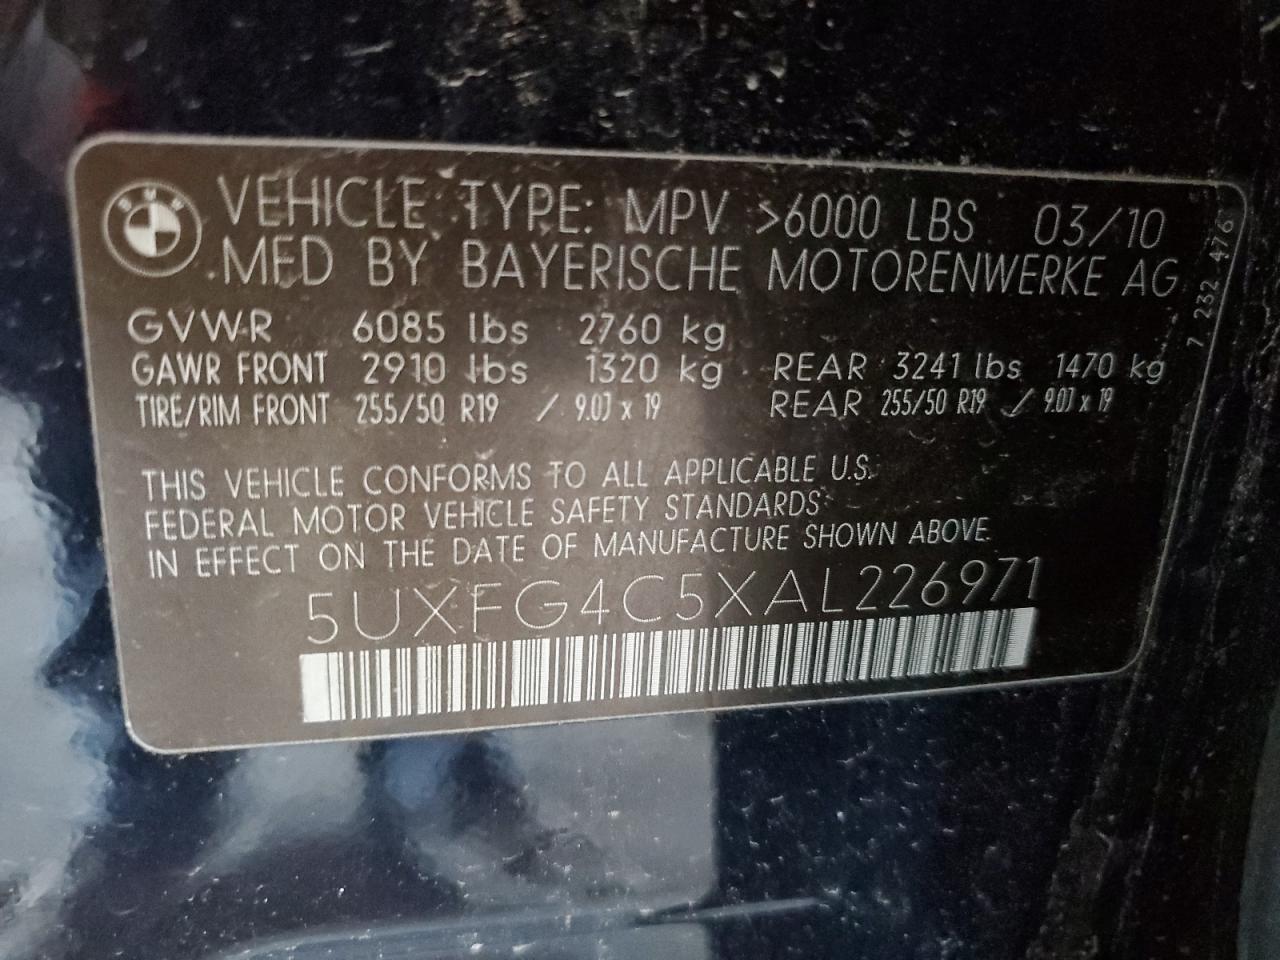 BMW
VEHICLE TYPE: MPV >6000 LBS 03/10
MFD BY BAYERISCHE MOTORENWERKE AG
GVWR 6085 lbs 2760 kg
GAWR FRONT 2910 lbs 1320 kg REAR 3241 lbs 1470 kg
TIRE/RIM FRONT 255/50 R19 / 9.0J x 19 REAR 255/50 R19 / 9.0J x 19
THIS VEHICLE CONFORMS TO ALL APPLICABLE U.S.
FEDERAL MOTOR VEHICLE SAFETY STANDARDS
IN EFFECT ON THE DATE OF MANUFACTURE SHOWN ABOVE.
5UXFG4C5XAL226971
7 232 476